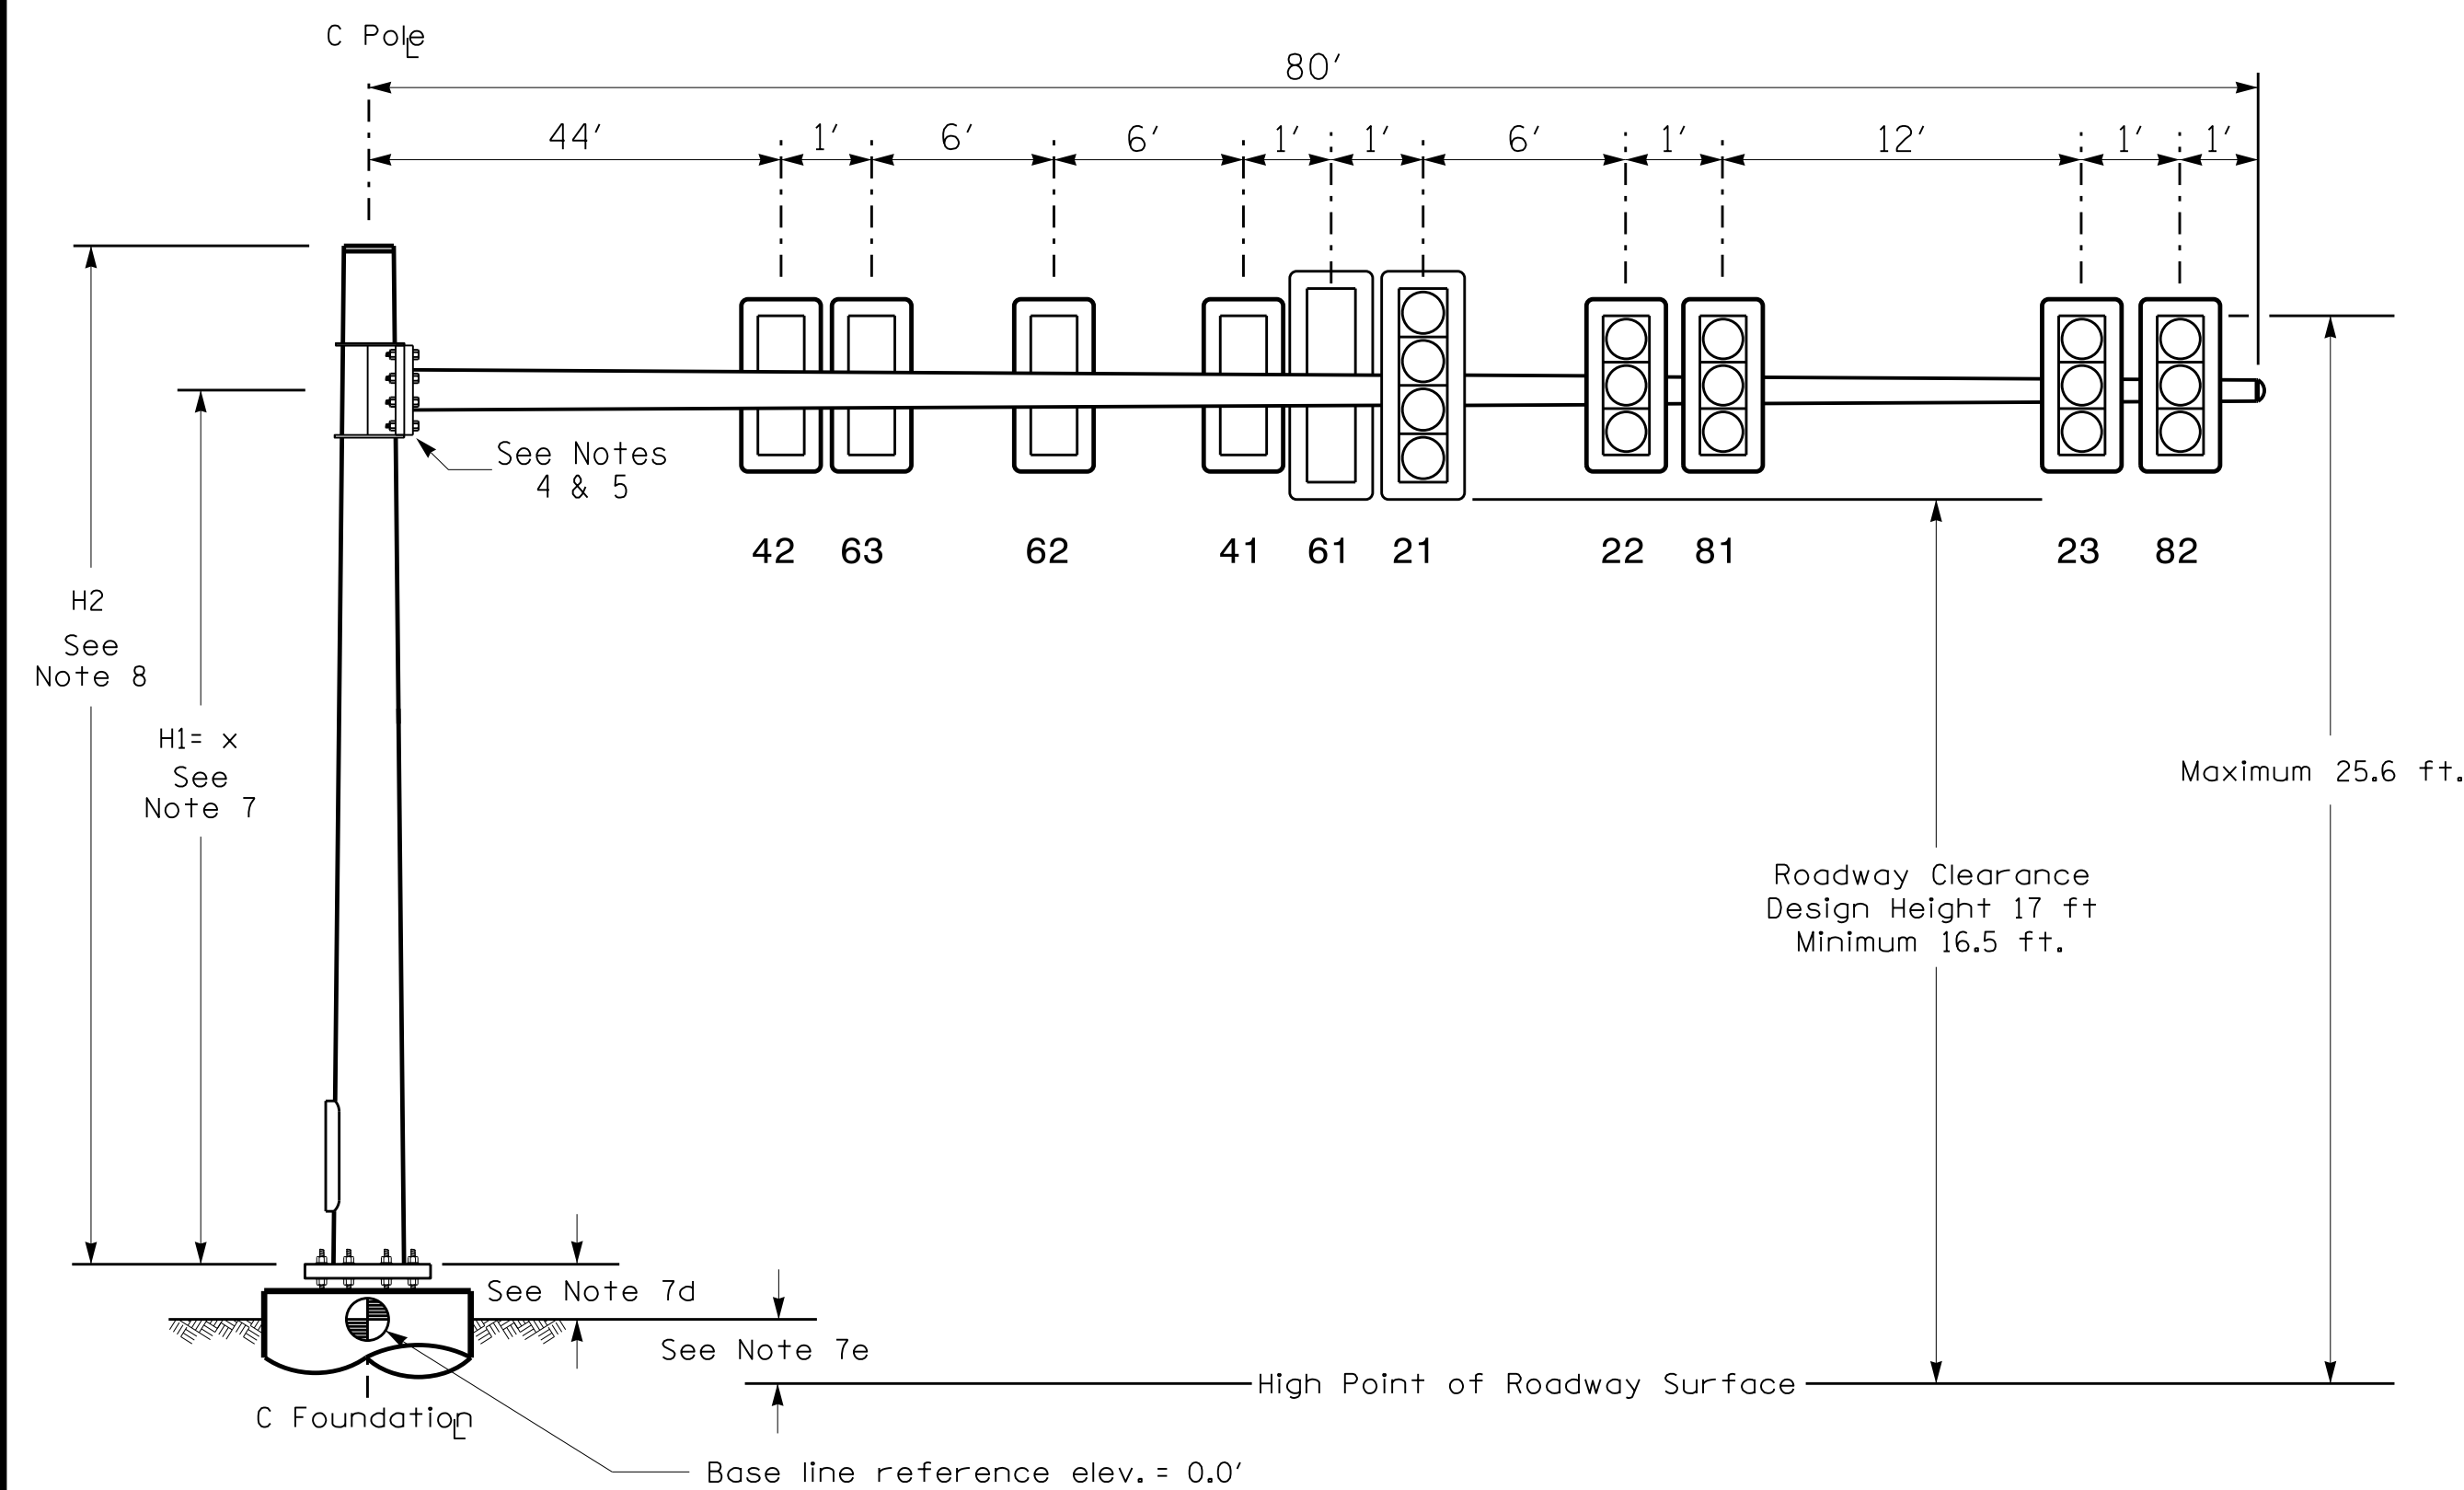 C Pole
L
80'
44' 1' 6' 6' 1' 1' 6' 1' 12' 1' 1'
See Notes
4 & 5
42 63 62 41 61 21 22 81 23 82
H2
See
Note 8
H1= x
See
Note 7
Maximum 25.6 ft.
Roadway Clearance
Design Height 17 ft
Minimum 16.5 ft.
See Note 7d
See Note 7e
High Point of Roadway Surface
C Foundation
L
Base line reference elev.= 0.0'